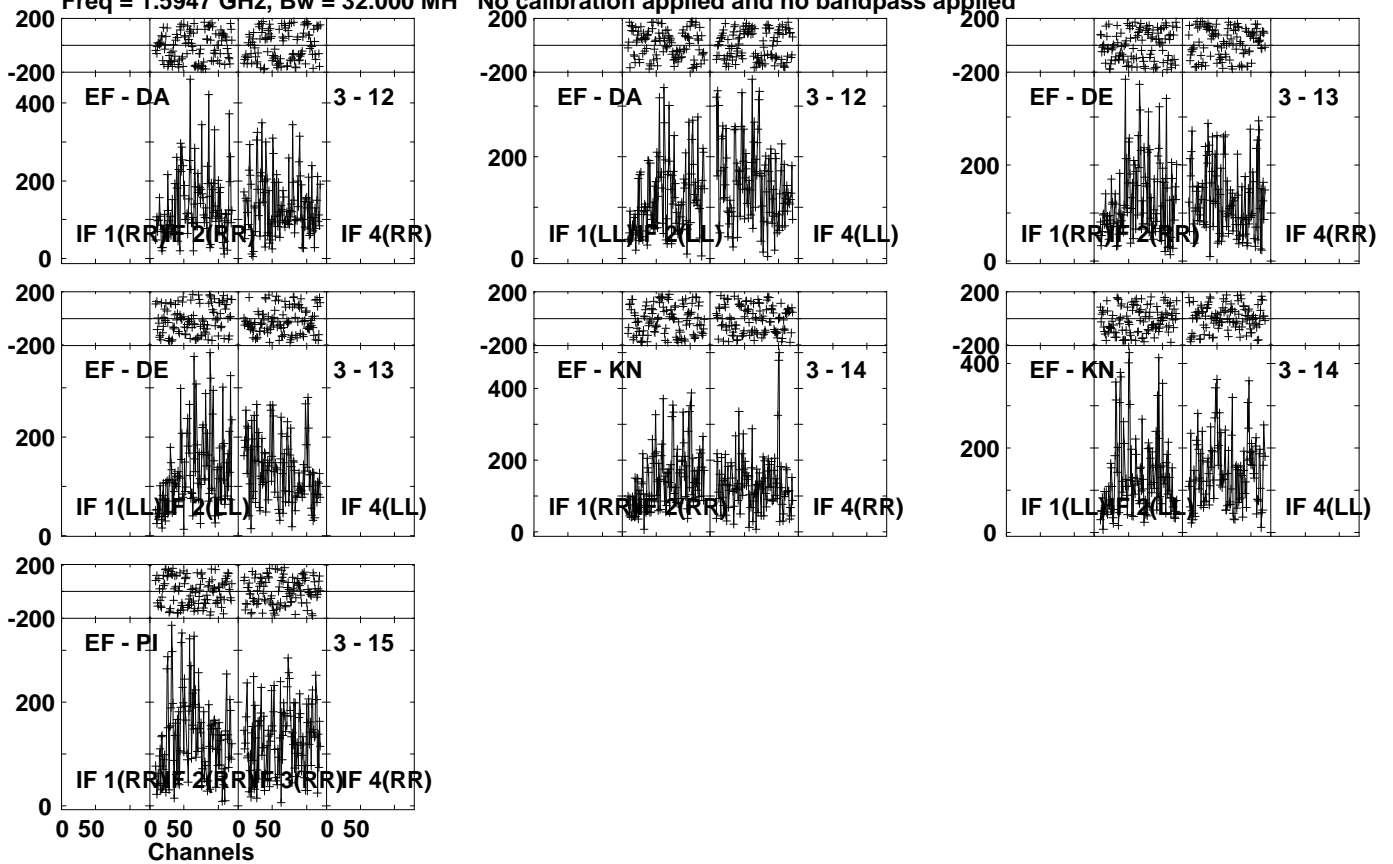 Freq = 1.5947 GHz, Bw = 32.000 MH No calibration applied and no bandpass applied
200
-200
EF - DA 3 - 12
400
200
0
IF 1(RR) IF 2(RR) IF 4(RR)
200
-200
EF - DA 3 - 12
200
0
IF 1(LL) IF 2(LL) IF 4(LL)
200
-200
EF - DE 3 - 13
200
0
IF 1(RR) IF 2(RR) IF 4(RR)
200
-200
EF - DE 3 - 13
200
0
IF 1(LL) IF 2(LL) IF 4(LL)
200
-200
EF - KN 3 - 14
400
200
0
IF 1(RR) IF 2(RR) IF 4(RR)
200
-200
EF - KN 3 - 14
400
200
0
IF 1(LL) IF 2(LL) IF 4(LL)
200
-200
EF - PI 3 - 15
200
0
IF 1(RR) IF 2(RR) IF 3(RR) IF 4(RR)
0 50 0 50 0 50 0 50
Channels